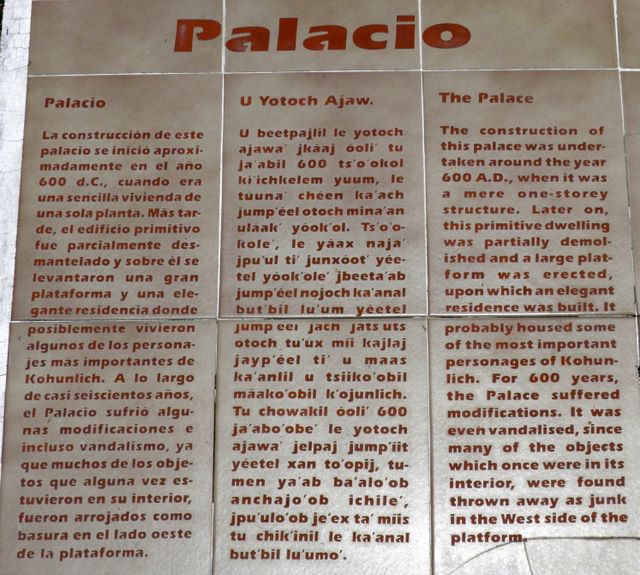 Palacio
Palacio
La construcción de este
palacio se inició aproxi-
madamente en el año
600 d.C., cuando era
una sencilla vivienda de
una sola planta. Más tar-
de, el edificio primitivo
fue parcialmente des-
mantelado y sobre él se
levantaron una gran
plataforma y una ele-
gante residencia donde
posiblemente vivieron
algunos de los persona-
jes más importantes de
Kohunlich. A lo largo
de casi seiscientos años,
el Palacio sufrió algu-
nas modificaciones e
incluso vandalismo, ya
que muchos de los obje-
tos que alguna vez es-
tuvieron en su interior,
fueron arrojados como
basura en el lado oeste
de la plataforma.
U Yotoch Ajaw.
U beetpajlil le yotoch
ajawa' jkáaj óoli' tu
ja'abil 600 ts'o'okol
ki'ichkelem yuum, le
tuuna' chéen ka'ach
jump'éel otoch mina'an
uláak' yóok'ol. Ts'o'o-
kole', le yáax naja'
jpu'ul ti' junxóot' yée-
tel yóok'ole' jbeeta'ab
jump'éel nojoch ka'anal
but'bil lu'um yéetel
jump'éel jach jats'uts
otoch tu'ux mii kajlaj
jayp'éel ti' u maas
ka'anlil u tsiiko'obil
máako'obil k'ojunlich.
Tu chowakil óoli' 600
ja'abo'obe' le yotoch
ajawa' jelpaj jump'iit
yéetel xan to'opij, tu-
men ya'ab ba'alo'ob
anchajo'ob ichile',
jpu'ulo'ob je'ex ta' miis
tu chik'inil le ka'anal
but'bil lu'umo'.
The Palace
The construction of
this palace was under-
taken around the year
600 A.D., when it was
a mere one-storey
structure. Later on,
this primitive dwelling
was partially demol-
ished and a large plat-
form was erected,
upon which an elegant
residence was built. It
probably housed some
of the most important
personages of Kohun-
lich. For 600 years,
the Palace suffered
modifications. It was
even vandalised, since
many of the objects
which once were in its
interior, were found
thrown away as junk
in the West side of the
platform.